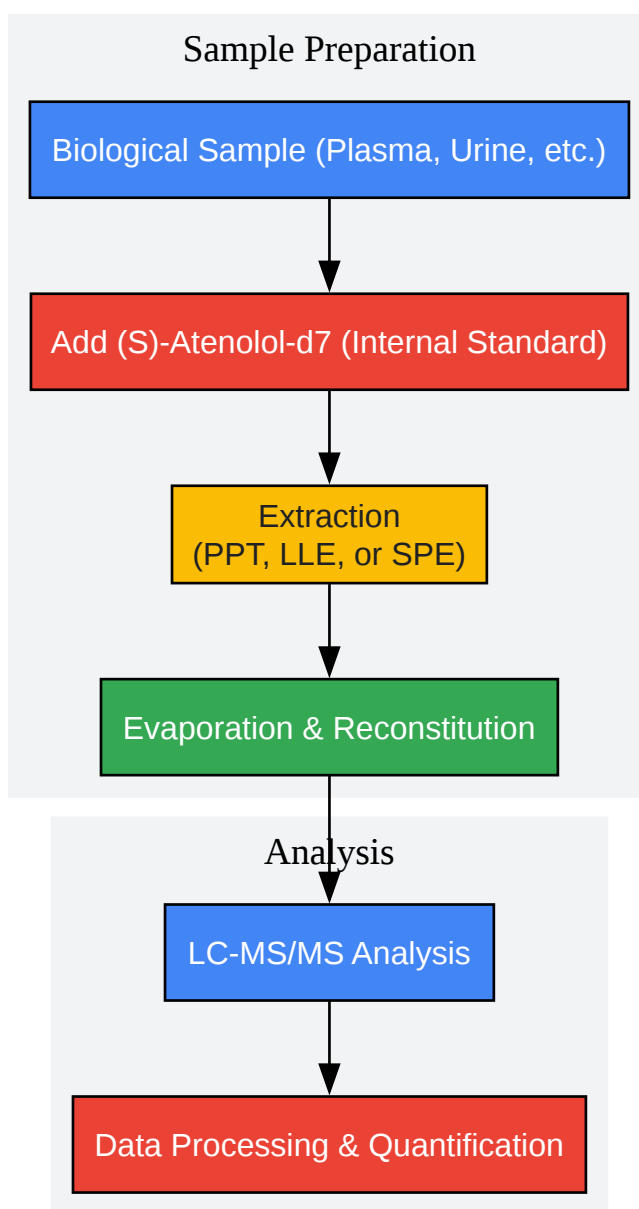 Sample Preparation
Biological Sample (Plasma, Urine, etc.)
Add (S)-Atenolol-d7 (Internal Standard)
Extraction
(PPT, LLE, or SPE)
Evaporation & Reconstitution
Analysis
LC-MS/MS Analysis
Data Processing & Quantification